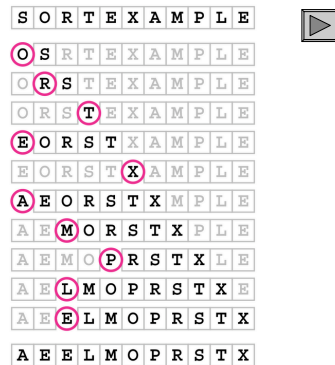 S O R T E X A M P L E
O S R T E X A M P L E
O R S T E X A M P L E
O R S T E X A M P L E
E O R S T X A M P L E
E O R S T X A M P L E
A E O R S T X M P L E
A E M O R S T X P L E
A E M O P R S T X L E
A E L M O P R S T X E
A E E L M O P R S T X
A E E L M O P R S T X